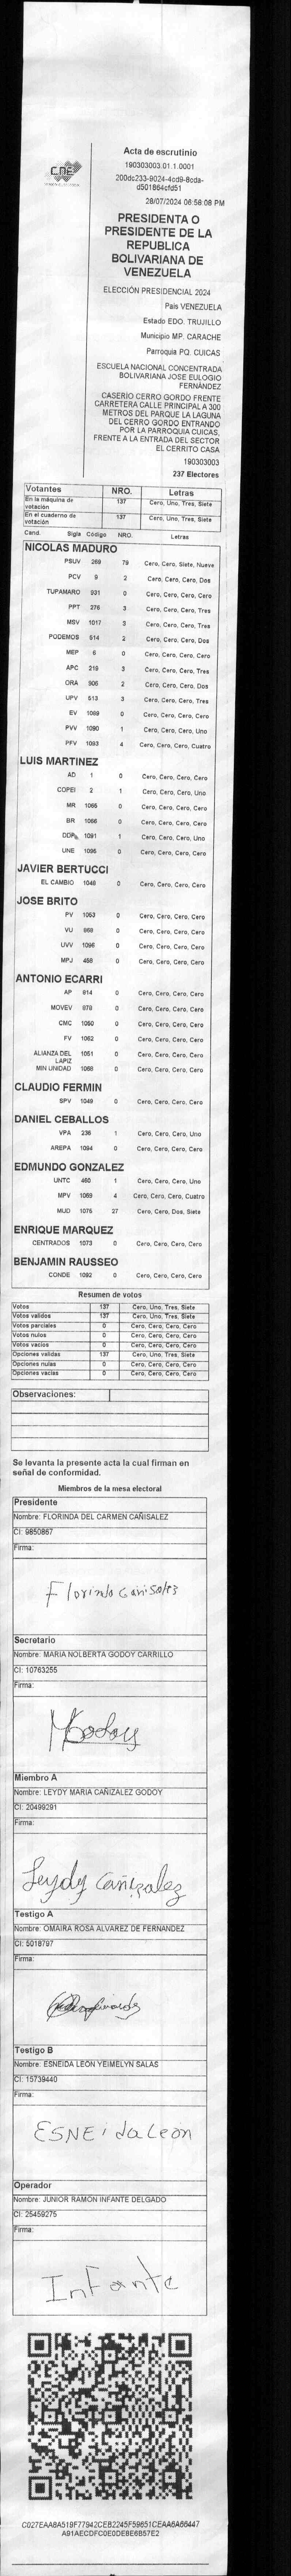 CNE
Acta de escrutinio
190303003.01.1.0001
200dc233-9024-4cd9-8cda-
d501864cfd51
28/07/2024 06:58:08 PM
PRESIDENTA O
PRESIDENTE DE LA
REPUBLICA
BOLIVARIANA DE
VENEZUELA
ELECCIÓN PRESIDENCIAL 2024
País VENEZUELA
Estado EDO. TRUJILLO
Municipio MP. CARACHE
Parroquia PQ. CUICAS
ESCUELA NACIONAL CONCENTRADA
BOLIVARIANA JOSE EULOGIO
FERNÁNDEZ
CASERIO CERRO GORDO FRENTE
CARRETERA CALLE PRINCIPAL A 300
METROS DEL PARQUE LA LAGUNA
DEL CERRO GORDO ENTRANDO
POR LA PARROQUIA CUICAS,
FRENTE A LA ENTRADA DEL SECTOR
EL CERRITO CASA
190303003
237 Electores
Votantes NRO. Letras
En la máquina de votación 137 Cero, Uno, Tres, Siete
En el cuaderno de votación 137 Cero, Uno, Tres, Siete
Cand. Sigla Código NRO. Letras
NICOLAS MADURO
PSUV 269 79 Cero, Cero, Siete, Nueve
PCV 9 2 Cero, Cero, Cero, Dos
TUPAMARO 931 0 Cero, Cero, Cero, Cero
PPT 376 3 Cero, Cero, Cero, Tres
MSV 1017 3 Cero, Cero, Cero, Tres
PODEMOS 514 2 Cero, Cero, Cero, Dos
MEP 6 0 Cero, Cero, Cero, Cero
APC 219 3 Cero, Cero, Cero, Tres
ORA 906 2 Cero, Cero, Cero, Dos
UPV 513 3 Cero, Cero, Cero, Tres
EV 1089 0 Cero, Cero, Cero, Cero
PVV 1090 1 Cero, Cero, Cero, Uno
PFV 1093 4 Cero, Cero, Cero, Cuatro
LUIS MARTINEZ
AD 1 0 Cero, Cero, Cero, Cero
COPEI 2 1 Cero, Cero, Cero, Uno
MR 1065 0 Cero, Cero, Cero, Cero
BR 1066 0 Cero, Cero, Cero, Cero
DDP 1091 1 Cero, Cero, Cero, Uno
UNE 1095 0 Cero, Cero, Cero, Cero
JAVIER BERTUCCI
EL CAMBIO 1048 0 Cero, Cero, Cero, Cero
JOSE BRITO
PV 1053 0 Cero, Cero, Cero, Cero
VU 868 0 Cero, Cero, Cero, Cero
UVV 1096 0 Cero, Cero, Cero, Cero
MPJ 458 0 Cero, Cero, Cero, Cero
ANTONIO ECARRI
AP 814 0 Cero, Cero, Cero, Cero
MOVEV 879 0 Cero, Cero, Cero, Cero
CMC 1050 0 Cero, Cero, Cero, Cero
FV 1062 0 Cero, Cero, Cero, Cero
ALIANZA DEL LAPIZ 1051 0 Cero, Cero, Cero, Cero
MIN UNIDAD 1088 0 Cero, Cero, Cero, Cero
CLAUDIO FERMIN
SPV 1049 0 Cero, Cero, Cero, Cero
DANIEL CEBALLOS
VPA 236 1 Cero, Cero, Cero, Uno
AREPA 1094 0 Cero, Cero, Cero, Cero
EDMUNDO GONZALEZ
UNTC 460 1 Cero, Cero, Cero, Uno
MPV 1069 4 Cero, Cero, Cero, Cuatro
MUD 1075 27 Cero, Cero, Dos, Siete
ENRIQUE MARQUEZ
CENTRADOS 1073 0 Cero, Cero, Cero, Cero
BENJAMIN RAUSSEO
CONDE 1092 0 Cero, Cero, Cero, Cero
Resumen de votos
Votos 137 Cero, Uno, Tres, Siete
Votos validos 137 Cero, Uno, Tres, Siete
Votos parciales 0 Cero, Cero, Cero, Cero
Votos nulos 0 Cero, Cero, Cero, Cero
Votos vacios 0 Cero, Cero, Cero, Cero
Opciones validas 137 Cero, Uno, Tres, Siete
Opciones nulas 0 Cero, Cero, Cero, Cero
Opciones vacias 0 Cero, Cero, Cero, Cero
Observaciones:
Se levanta la presente acta la cual firman en
señal de conformidad.
Miembros de la mesa electoral
Presidente
Nombre: FLORINDA DEL CARMEN CAÑISALEZ
CI: 9850867
Firma:
Florinda Cañisales
Secretario
Nombre: MARIA NOLBERTA GODOY CARRILLO
CI: 10763255
Firma:
MGodoy
Miembro A
Nombre: LEYDY MARIA CAÑIZALEZ GODOY
CI: 20499291
Firma:
Leydy Cañizalez
Testigo A
Nombre: OMAIRA ROSA ALVAREZ DE FERNANDEZ
CI: 5018797
Firma:
Testigo B
Nombre: ESNEIDA LEON YEIMELYN SALAS
CI: 15739440
Firma:
ESNEida Leon
Operador
Nombre: JUNIOR RAMON INFANTE DELGADO
CI: 25459275
Firma:
Infante
C027EAA8A519F77942CEB2245F59651CEAA6A66447
A91AECDFC0E0DE8E6B57E2